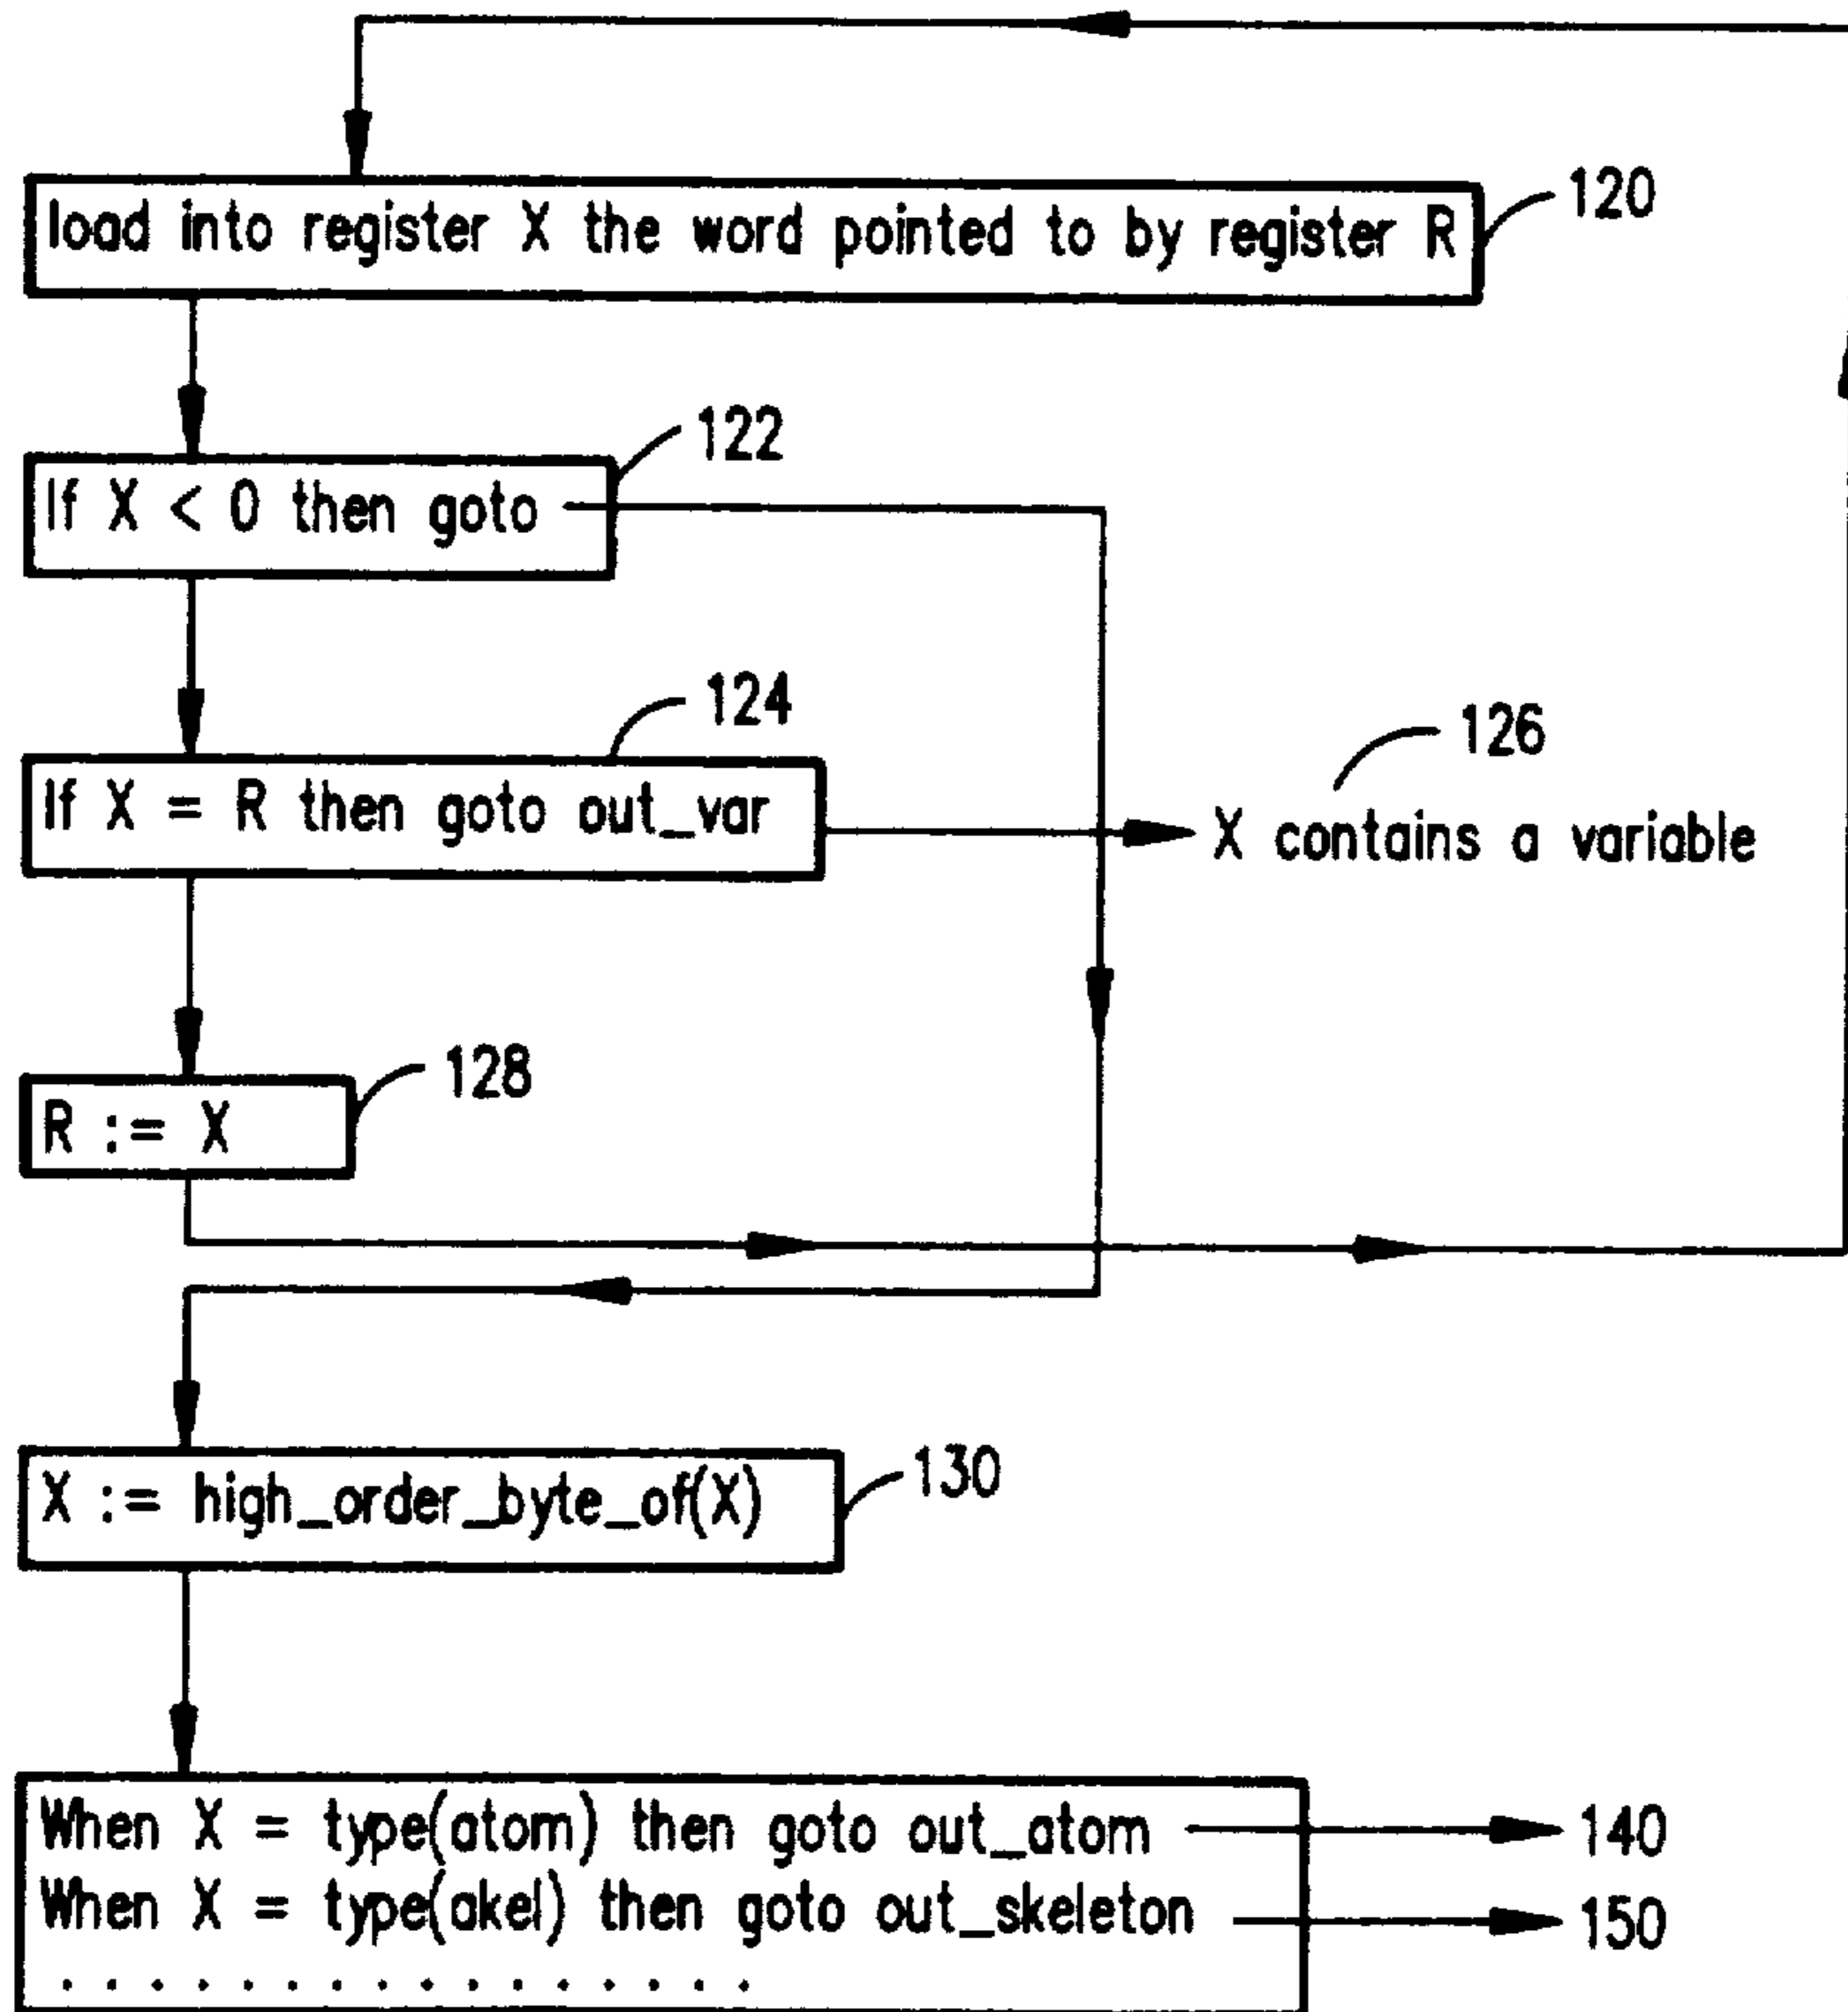 load into register X the word pointed to by register R
120
122
If X < 0 then goto
124
126
If X = R then goto out_var
X contains a variable
128
R := X
130
X := high_order_byte_of(X)
When X = type(atom) then goto out_atom
140
When X = type(akel) then goto out_skeleton
150
. . . . . . . . . . . . . . . .